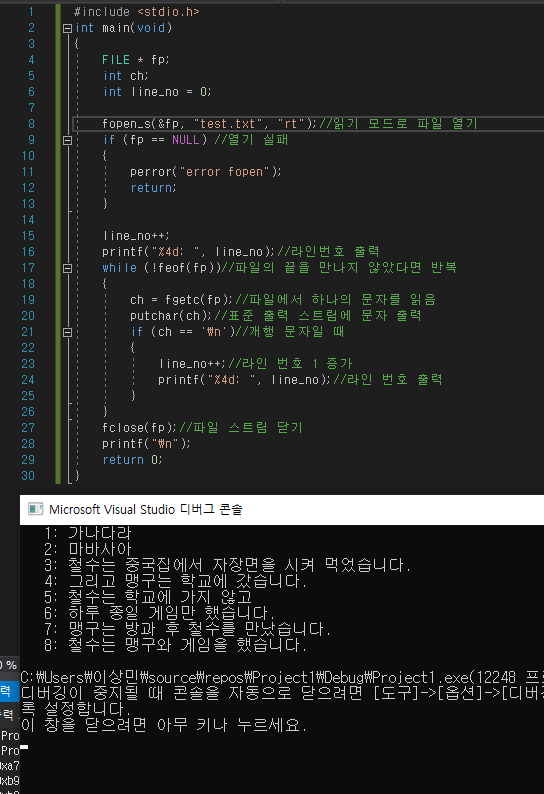 1 #include <stdio.h>
2 int main(void)
3 {
4 FILE * fp;
5 int ch;
6 int line_no = 0;
7
8 fopen_s(&fp, "test.txt", "rt");//읽기 모드로 파일 열기
9 if (fp == NULL) //열기 실패
10 {
11 perror("error fopen");
12 return;
13 }
14
15 line_no++;
16 printf("%4d: ", line_no);//라인번호 출력
17 while (!feof(fp))//파일의 끝을 만나지 않았다면 반복
18 {
19 ch = fgetc(fp);//파일에서 하나의 문자를 읽음
20 putchar(ch);//표준 출력 스트림에 문자 출력
21 if (ch == '₩n')//개행 문자일 때
22 {
23 line_no++;//라인 번호 1 증가
24 printf("%4d: ", line_no);//라인 번호 출력
25 }
26 }
27 fclose(fp);//파일 스트림 닫기
28 printf("₩n");
29 return 0;
30 }
Microsoft Visual Studio 디버그 콘솔
1: 가나다라
2: 마바사아
3: 철수는 중국집에서 자장면을 시켜 먹었습니다.
4: 그리고 맹구는 학교에 갔습니다.
5: 철수는 학교에 가지 않고
6: 하루 종일 게임만 했습니다.
7: 맹구는 방과 후 철수를 만났습니다.
8: 철수는 맹구와 게임을 했습니다.
C:₩Users₩이상민₩source₩repos₩Project1₩Debug₩Project1.exe(12248 프로
디버깅이 중지될 때 콘솔을 자동으로 닫으려면 [도구]->[옵션]->[디버깅
록 설정합니다.
이 창을 닫으려면 아무 키나 누르세요.
0 %
력
력
Pro
Pro
0xa7
0xb9